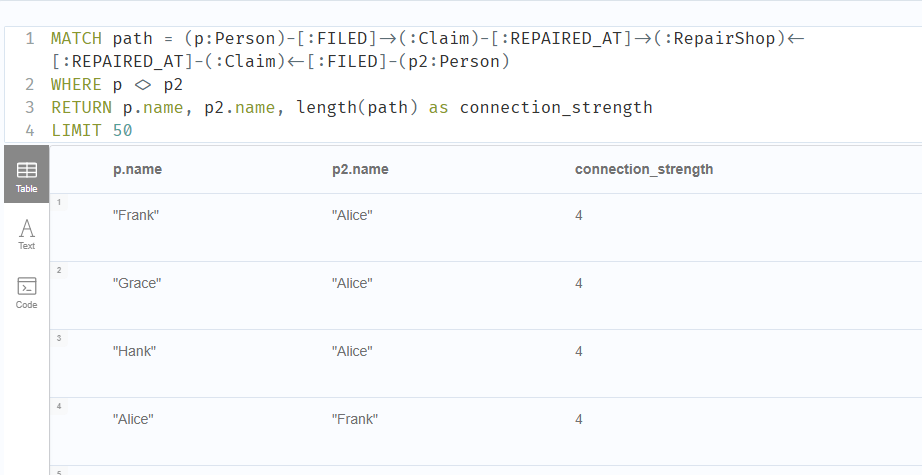 1 MATCH path = (p:Person)-[:FILED]->(:Claim)-[:REPAIRED_AT]->(:RepairShop)<-
[:REPAIRED_AT]-(:Claim)<-[:FILED]-(p2:Person)
2 WHERE p <> p2
3 RETURN p.name, p2.name, length(path) as connection_strength
4 LIMIT 50
Table
Text
Code
p.name p2.name connection_strength
1 "Frank" "Alice" 4
2 "Grace" "Alice" 4
3 "Hank" "Alice" 4
4 "Alice" "Frank" 4
5